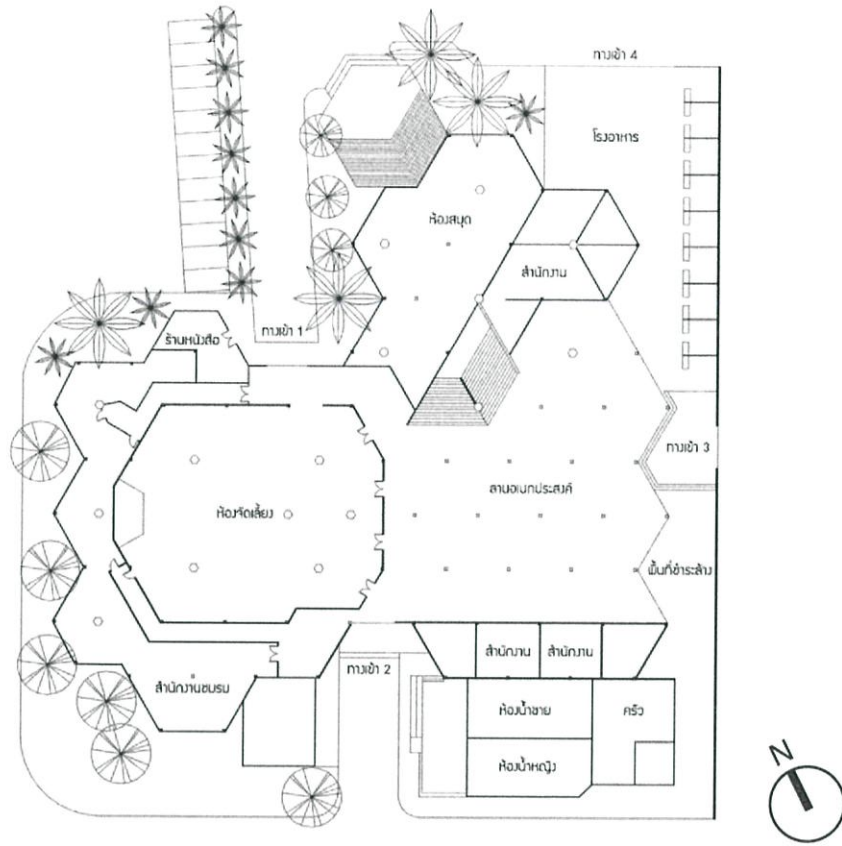 ทางเข้า 4
โรงอาหาร
ห้องสมุด
สำนักงาน
ทางเข้า 1
ร้านหนังสือ
ทางเข้า 3
ลานอเนกประสงค์
ห้องจัดเลี้ยง
พื้นที่ชำระล้าง
สำนักงาน
สำนักงาน
ทางเข้า 2
สำนักงานชมรม
ห้องน้ำชาย
ครัว
ห้องน้ำหญิง
N